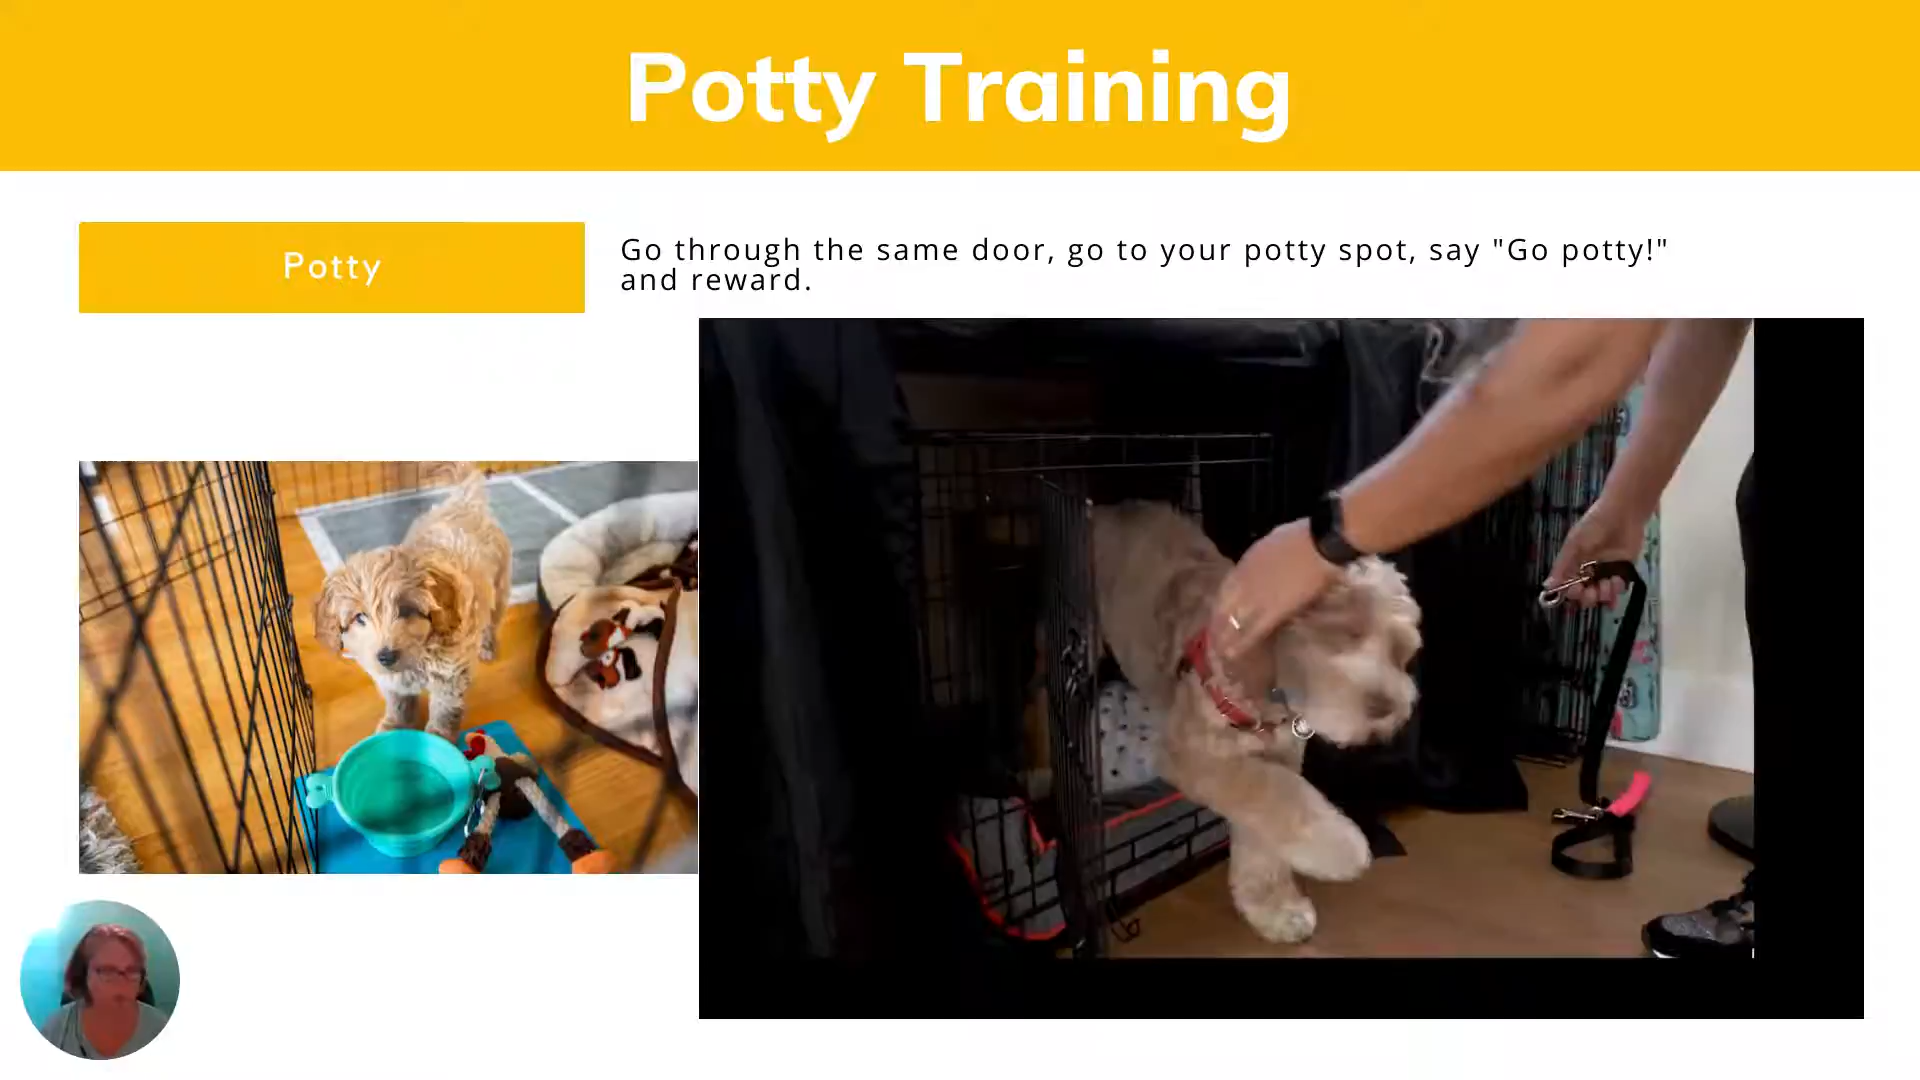 Potty Training
Potty
Go through the same door, go to your potty spot, say "Go potty!"
and reward.